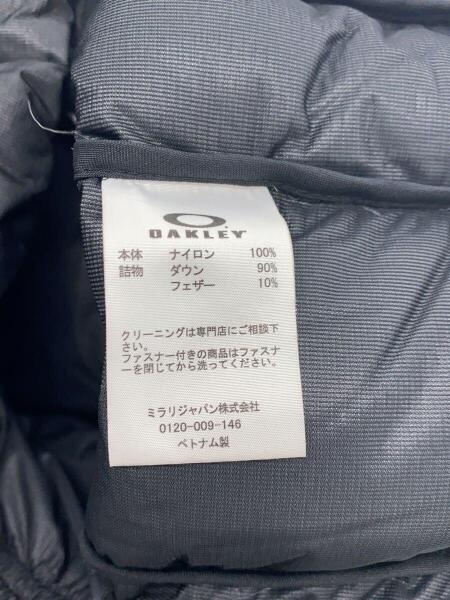 OAKLEY
本体 ナイロン 100%
詰物 ダウン 90%
フェザー 10%
クリーニングは専門店にご相談下
さい。
ファスナー付きの商品はファスナ
ーを閉じてから洗ってください。
ミラリジャパン株式会社
0120-009-146
ベトナム製